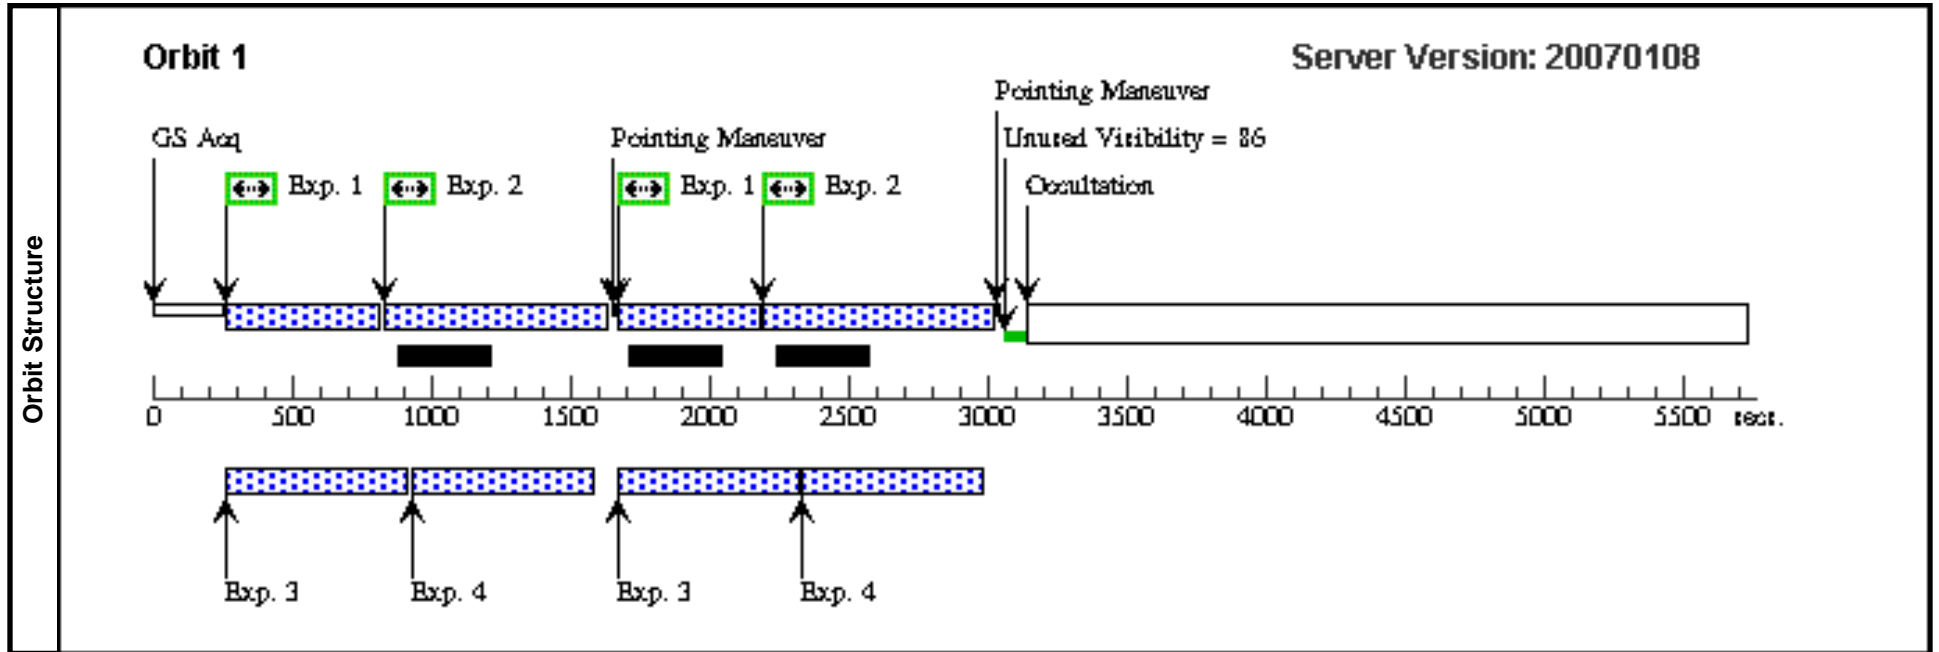 Orbit Structure
Orbit 1
Server Version: 20070108
Pointing Maneuver
GS Acq
Pointing Maneuver
Unused Visibility = 86
Exp. 1
Exp. 2
Exp. 1
Exp. 2
Occultation
0 500 1000 1500 2000 2500 3000 3500 4000 4500 5000 5500 secs.
Exp. 3
Exp. 4
Exp. 3
Exp. 4